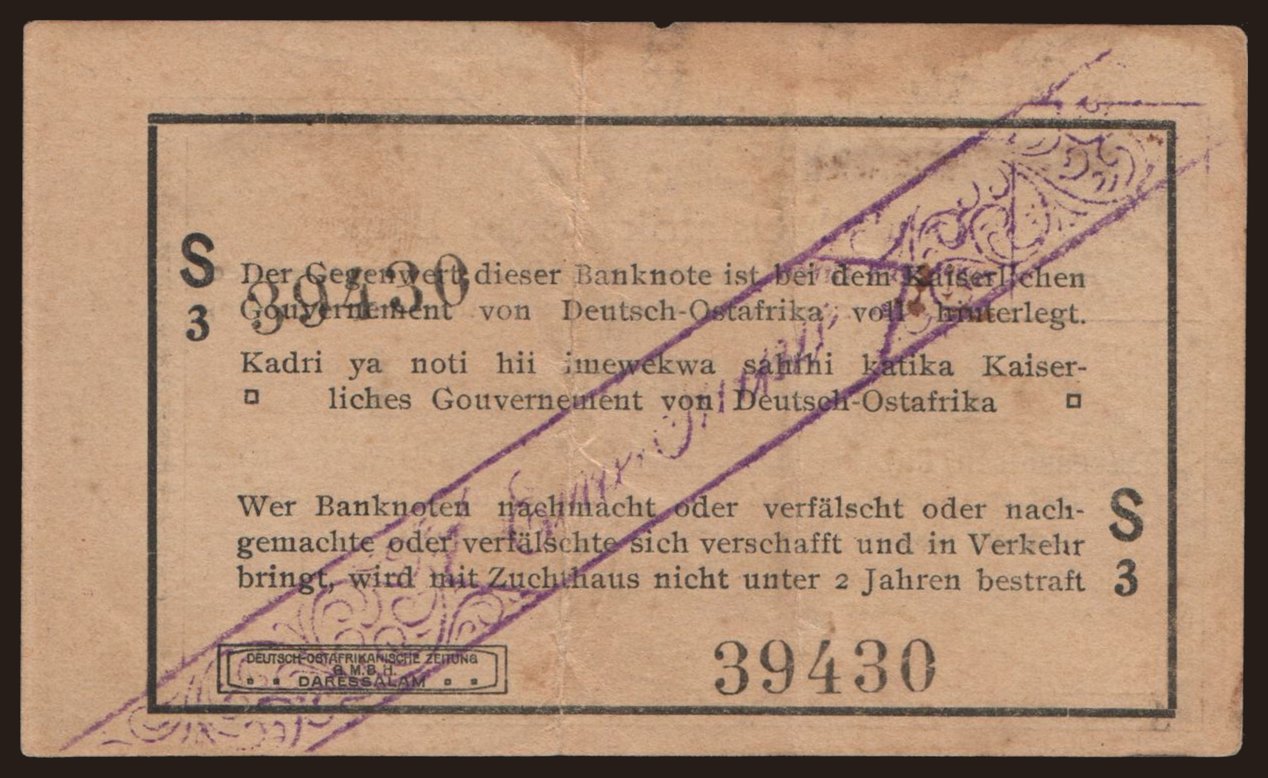 S
3
Der Gegenwert dieser Banknote ist bei dem Kaiserlichen
39430
Gouvernement von Deutsch-Ostafrika voll hinterlegt.
Kadri ya noti hii imewekwa sahihi katika Kaiser-
liches Gouvernement von Deutsch-Ostafrika
Wer Banknoten nachmacht oder verfälscht oder nach-
gemachte oder verfälschte sich verschafft und in Verkehr
bringt, wird mit Zuchthaus nicht unter 2 Jahren bestraft
S
3
DEUTSCH-OSTAFRIKANISCHE ZEITUNG
G.M.B.H.
DARESSALAM
39430